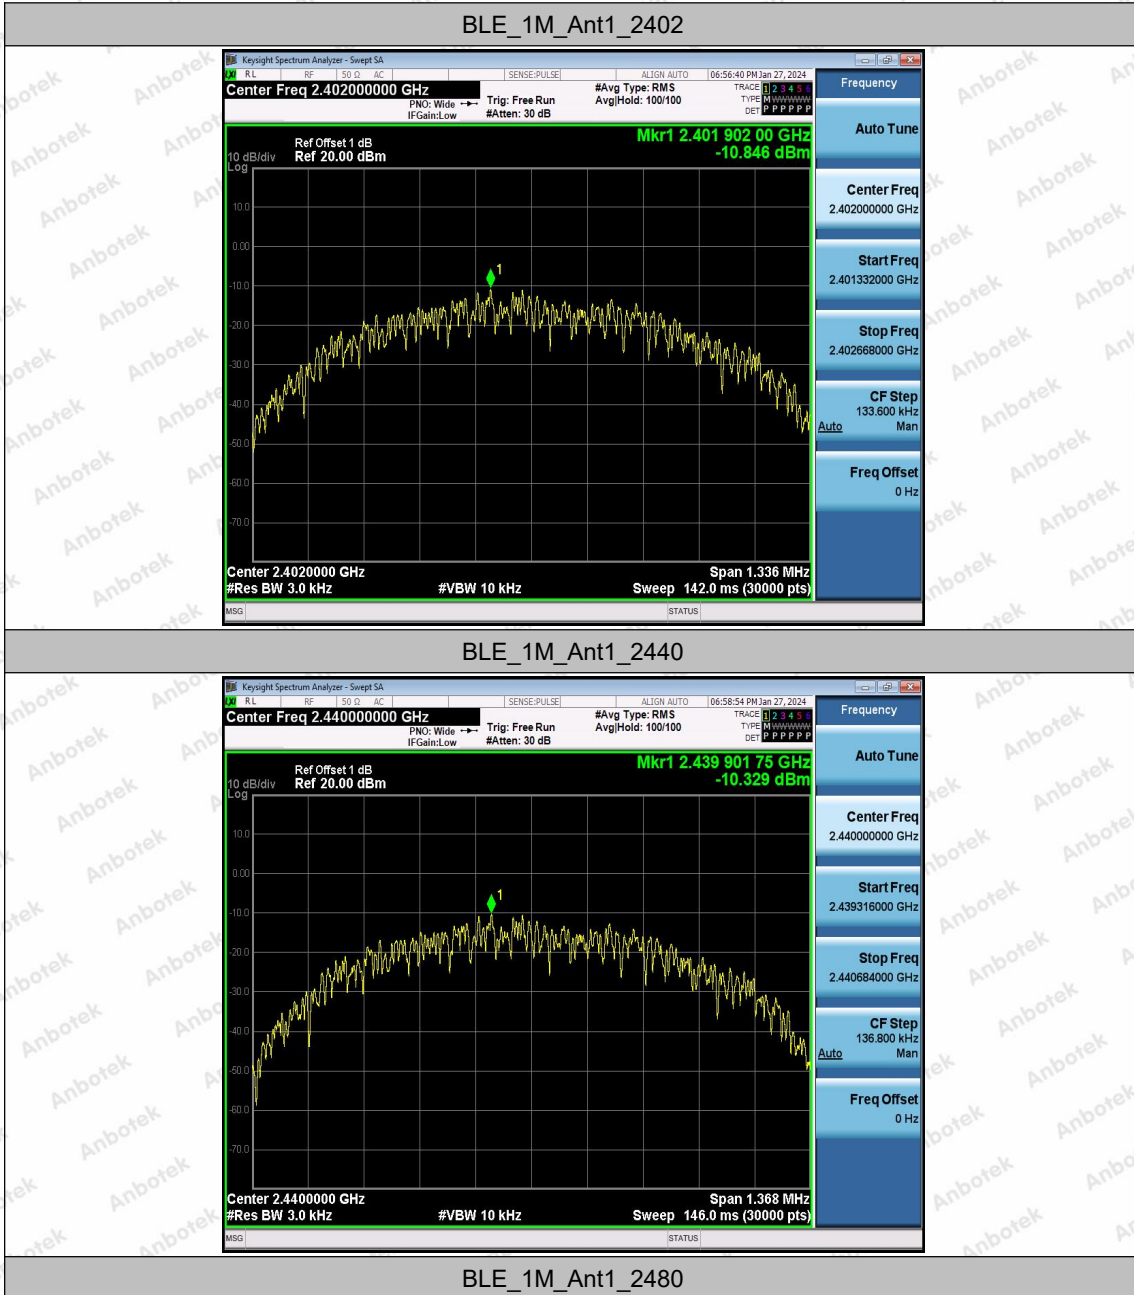 BLE_1M_Ant1_2402
Keysight Spectrum Analyzer - Swept SA
LXI RL RF 50 Ω AC SENSE:PULSE ALIGN AUTO 06:56:40 PM Jan 27, 2024
Center Freq 2.402000000 GHz
PNO: Wide
IFGain:Low
Trig: Free Run
#Atten: 30 dB
#Avg Type: RMS
Avg|Hold: 100/100
TRACE 1 2 3 4 5 6
TYPE M WWWWW
DET P P P P P P
Frequency
Auto Tune
Center Freq
2.402000000 GHz
Start Freq
2.401332000 GHz
Stop Freq
2.402668000 GHz
CF Step
133.600 kHz
Auto Man
Freq Offset
0 Hz
Mkr1 2.401 902 00 GHz
-10.846 dBm
Ref Offset 1 dB
10 dB/div Ref 20.00 dBm
Log
10.0
0.00
-10.0
-20.0
-30.0
-40.0
-50.0
-60.0
-70.0
1
Center 2.4020000 GHz Span 1.336 MHz
#Res BW 3.0 kHz #VBW 10 kHz Sweep 142.0 ms (30000 pts)
MSG STATUS
BLE_1M_Ant1_2440
Keysight Spectrum Analyzer - Swept SA
LXI RL RF 50 Ω AC SENSE:PULSE ALIGN AUTO 06:58:54 PM Jan 27, 2024
Center Freq 2.440000000 GHz
PNO: Wide
IFGain:Low
Trig: Free Run
#Atten: 30 dB
#Avg Type: RMS
Avg|Hold: 100/100
TRACE 1 2 3 4 5 6
TYPE M WWWWW
DET P P P P P P
Frequency
Auto Tune
Center Freq
2.440000000 GHz
Start Freq
2.439316000 GHz
Stop Freq
2.440684000 GHz
CF Step
136.800 kHz
Auto Man
Freq Offset
0 Hz
Mkr1 2.439 901 75 GHz
-10.329 dBm
Ref Offset 1 dB
10 dB/div Ref 20.00 dBm
Log
10.0
0.00
-10.0
-20.0
-30.0
-40.0
-50.0
-60.0
-70.0
1
Center 2.4400000 GHz Span 1.368 MHz
#Res BW 3.0 kHz #VBW 10 kHz Sweep 146.0 ms (30000 pts)
MSG STATUS
BLE_1M_Ant1_2480
Anbotek